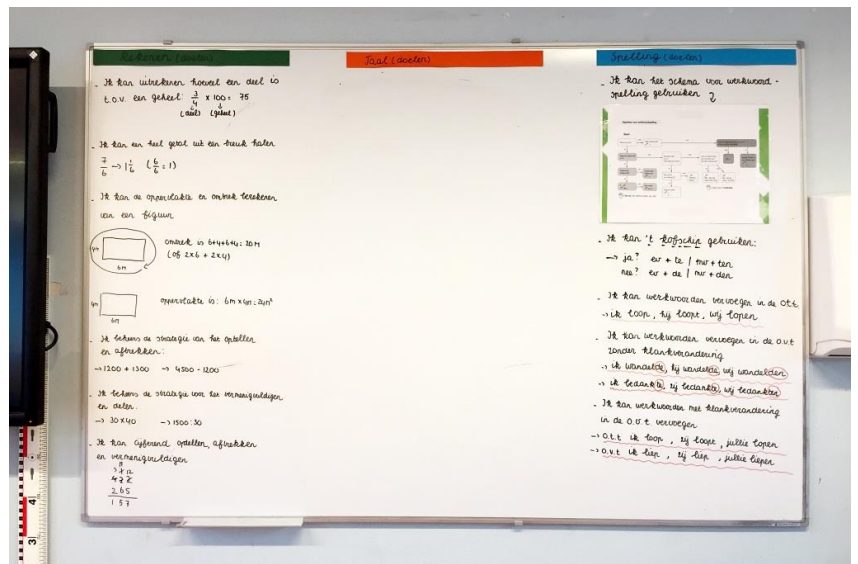 Rekenen (doelen)
- Ik kan uitrekenen hoeveel een deel is
t.o.v. een geheel: 3/4 x 100 = 75
(deel) (geheel)
- Ik kan een heel getal uit een breuk halen
7/6 → 1 1/6 (6/6 = 1)
- Ik kan de oppervlakte en omtrek berekenen
van een figuur
4m
6m
omtrek is 6+4+6+4 = 20 M
(of 2x6 + 2x4)
4m
6m
oppervlakte is: 6m x 4m = 24m²
- Ik beheers de strategie van het optellen
en aftrekken:
→ 1200 + 1300 → 4500 - 1200
- Ik beheers de strategie voor het vermenigvuldigen
en delen.
→ 30 x 40 → 1500:30
- Ik kan cijferend optellen, aftrekken
en vermenigvuldigen
265
157
Taal (doelen)
Spelling (doelen)
- Ik kan het schema voor werkwoord-
spelling gebruiken
- Ik kan 't kofschip gebruiken:
→ ja? ev + te | mv + ten
nee? ev + de | mv + den
- Ik kan werkwoorden vervoegen in de o.t.t.
→ ik loop, hij loopt, wij lopen
- Ik kan werkwoorden vervoegen in de o.v.t
zonder klankverandering
→ ik wandelde, hij wandelde, wij wandelden
→ ik bedankte, zij bedankte, wij bedankten
- Ik kan werkwoorden met klankverandering
in de o.v.t vervoegen
→ o.t.t ik loop, zij loopt, jullie lopen
→ o.v.t ik liep, zij liep, jullie liepen
4
3